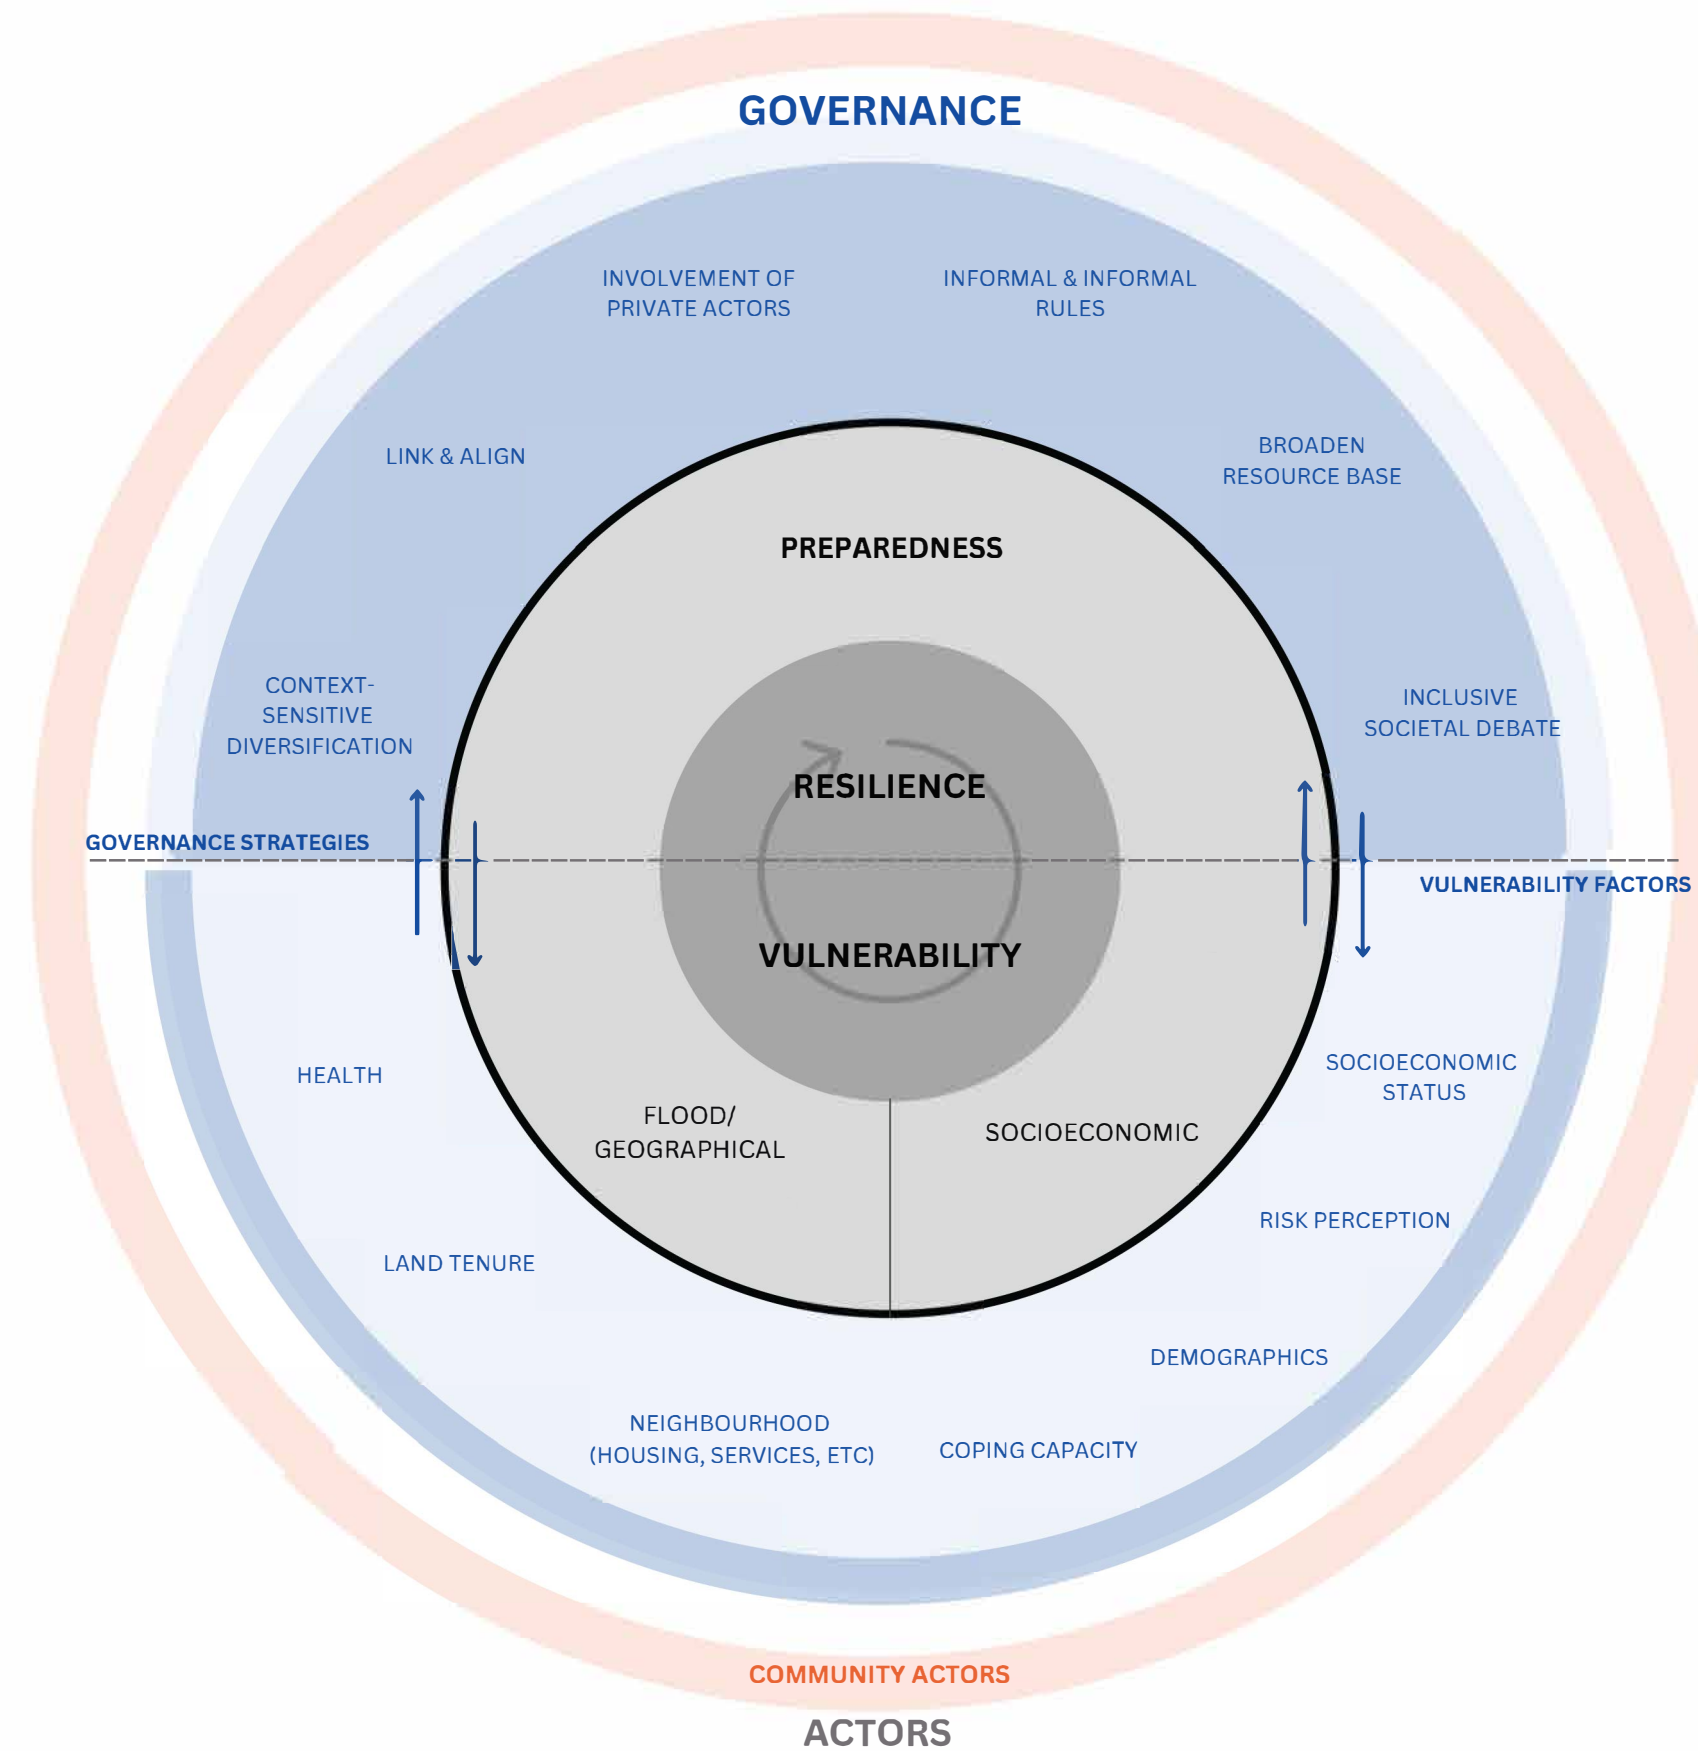 GOVERNANCE
INVOLVEMENT OF
PRIVATE ACTORS
INFORMAL & INFORMAL
RULES
LINK & ALIGN
BROADEN
RESOURCE BASE
PREPAREDNESS
CONTEXT-
SENSITIVE
DIVERSIFICATION
INCLUSIVE
SOCIETAL DEBATE
RESILIENCE
GOVERNANCE STRATEGIES
VULNERABILITY FACTORS
VULNERABILITY
HEALTH
SOCIOECONOMIC
STATUS
FLOOD/
GEOGRAPHICAL
SOCIOECONOMIC
RISK PERCEPTION
LAND TENURE
DEMOGRAPHICS
NEIGHBOURHOOD
(HOUSING, SERVICES, ETC)
COPING CAPACITY
COMMUNITY ACTORS
ACTORS